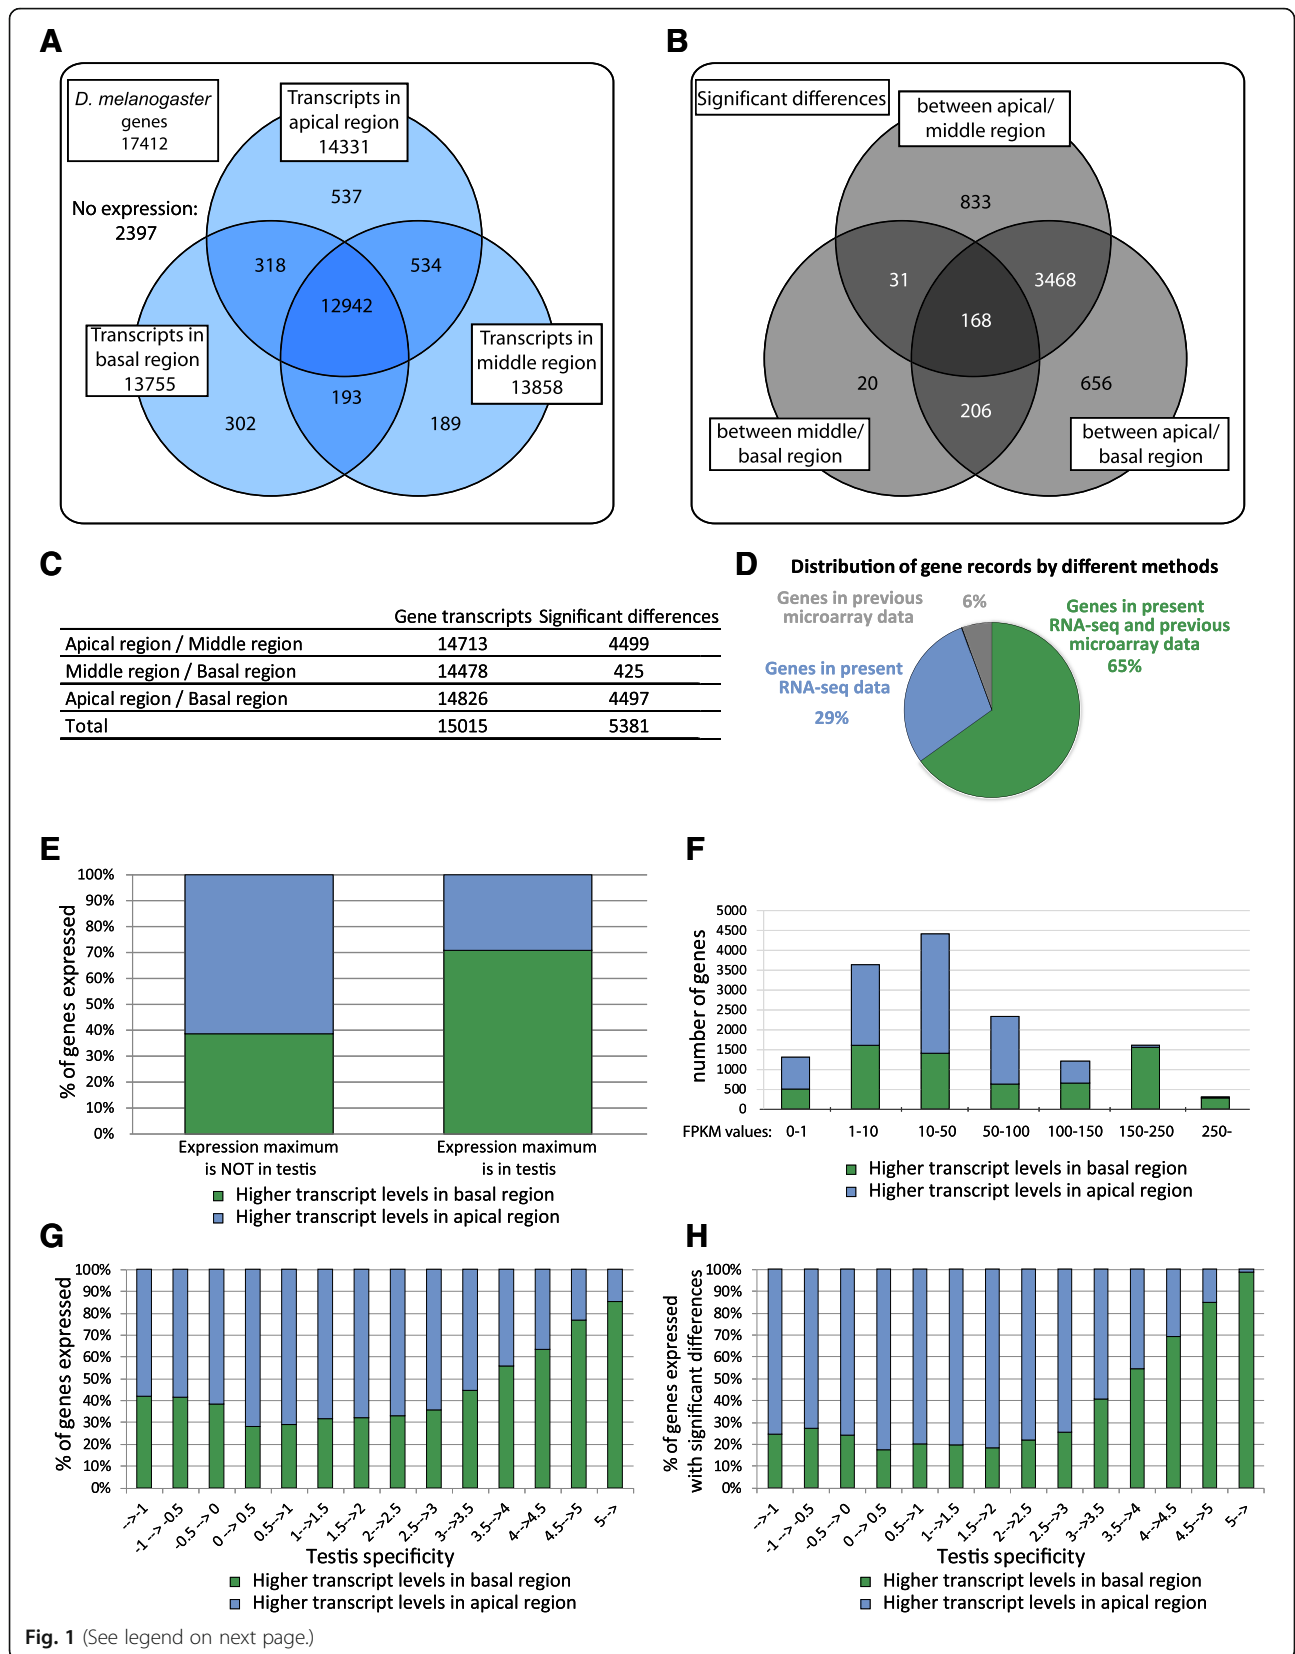 A
D. melanogaster
genes
17412
Transcripts in
apical region
14331
No expression:
2397
537
318
534
12942
Transcripts in
basal region
13755
Transcripts in
middle region
13858
193
302
189
B
Significant differences
between apical/
middle region
833
31
3468
168
20
656
206
between middle/
basal region
between apical/
basal region
C
Gene transcripts Significant differences
Apical region / Middle region 14713 4499
Middle region / Basal region 14478 425
Apical region / Basal region 14826 4497
Total 15015 5381
D
Distribution of gene records by different methods
Genes in previous
microarray data
6%
Genes in present
RNA-seq and previous
microarray data
65%
Genes in present
RNA-seq data
29%
E
% of genes expressed
100%
90%
80%
70%
60%
50%
40%
30%
20%
10%
0%
Expression maximum
is NOT in testis
Expression maximum
is in testis
Higher transcript levels in basal region
Higher transcript levels in apical region
F
number of genes
5000
4500
4000
3500
3000
2500
2000
1500
1000
500
0
FPKM values: 0-1 1-10 10-50 50-100 100-150 150-250 250-
Higher transcript levels in basal region
Higher transcript levels in apical region
G
% of genes expressed
100%
90%
80%
70%
60%
50%
40%
30%
20%
10%
0%
-->-1
-1 --> -0.5
-0.5 --> 0
0 --> 0.5
0.5-->1
1-->1.5
1.5-->2
2-->2.5
2.5-->3
3-->3.5
3.5-->4
4-->4.5
4.5-->5
5-->
Testis specificity
Higher transcript levels in basal region
Higher transcript levels in apical region
H
% of genes expressed
with significant differences
100%
90%
80%
70%
60%
50%
40%
30%
20%
10%
0%
-->-1
-1 --> -0.5
-0.5 --> 0
0 --> 0.5
0.5-->1
1-->1.5
1.5-->2
2-->2.5
2.5-->3
3-->3.5
3.5-->4
4-->4.5
4.5-->5
5-->
Testis specificity
Higher transcript levels in basal region
Higher transcript levels in apical region
Fig. 1 (See legend on next page.)